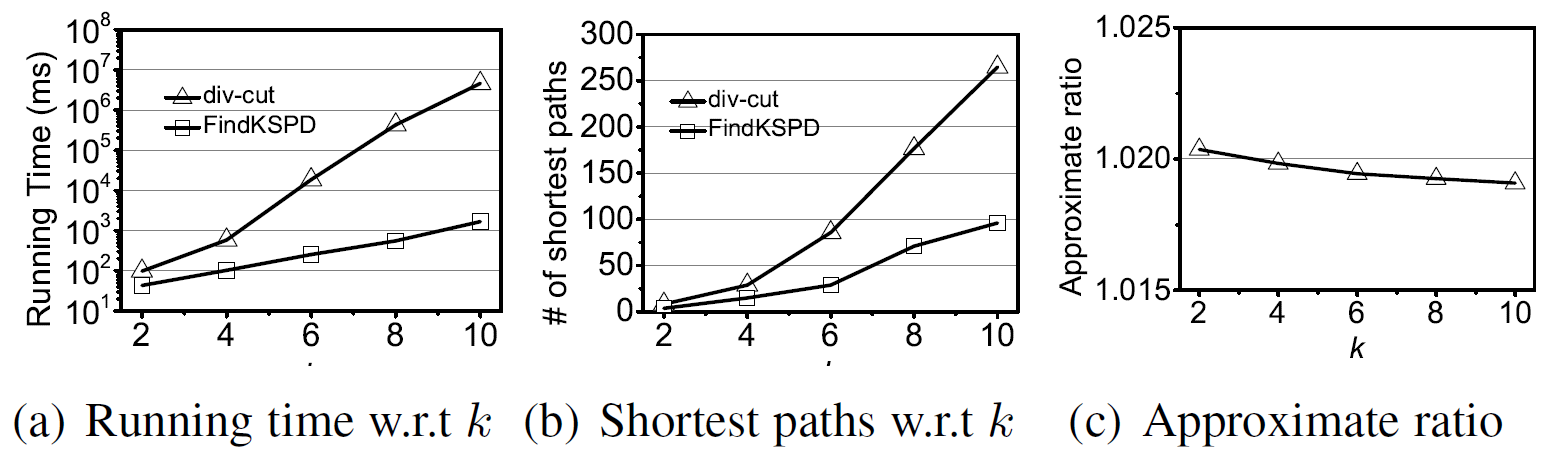 10^8
10^7
10^6
10^5
10^4
10^3
10^2
10^1
Running Time (ms)
div-cut
FindKSPD
2 4 6 8 10
(a) Running time w.r.t k
300
250
200
150
100
50
0
# of shortest paths
div-cut
FindKSPD
2 4 6 8 10
(b) Shortest paths w.r.t k
1.025
1.020
1.015
Approximate ratio
2 4 6 8 10
k
(c) Approximate ratio